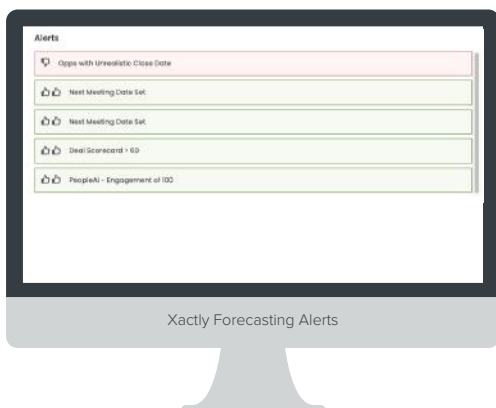 Alerts
Opps with Unrealistic Close Date
Next Meeting Date Set
Next Meeting Date Set
Deal Scorecard > 60
PeopleAI - Engagement of 100
Xactly Forecasting Alerts